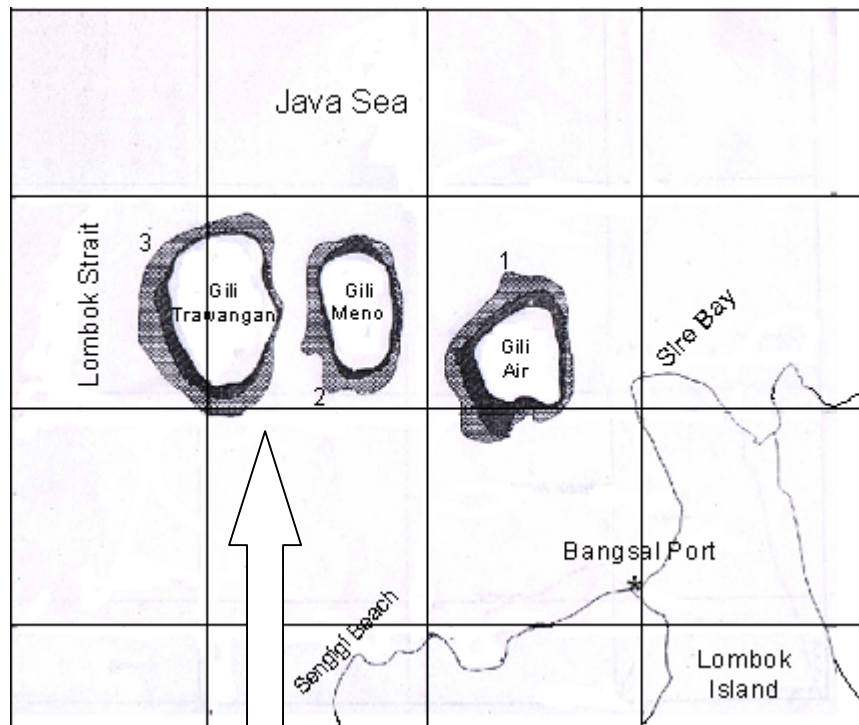 Java Sea
3
1
Lombok Strait
Gili
Trawangan
Gili
Meno
Gili
Air
SIre Bay
2
Bangsal Port
*
Sengigi Beach
Lombok
Island